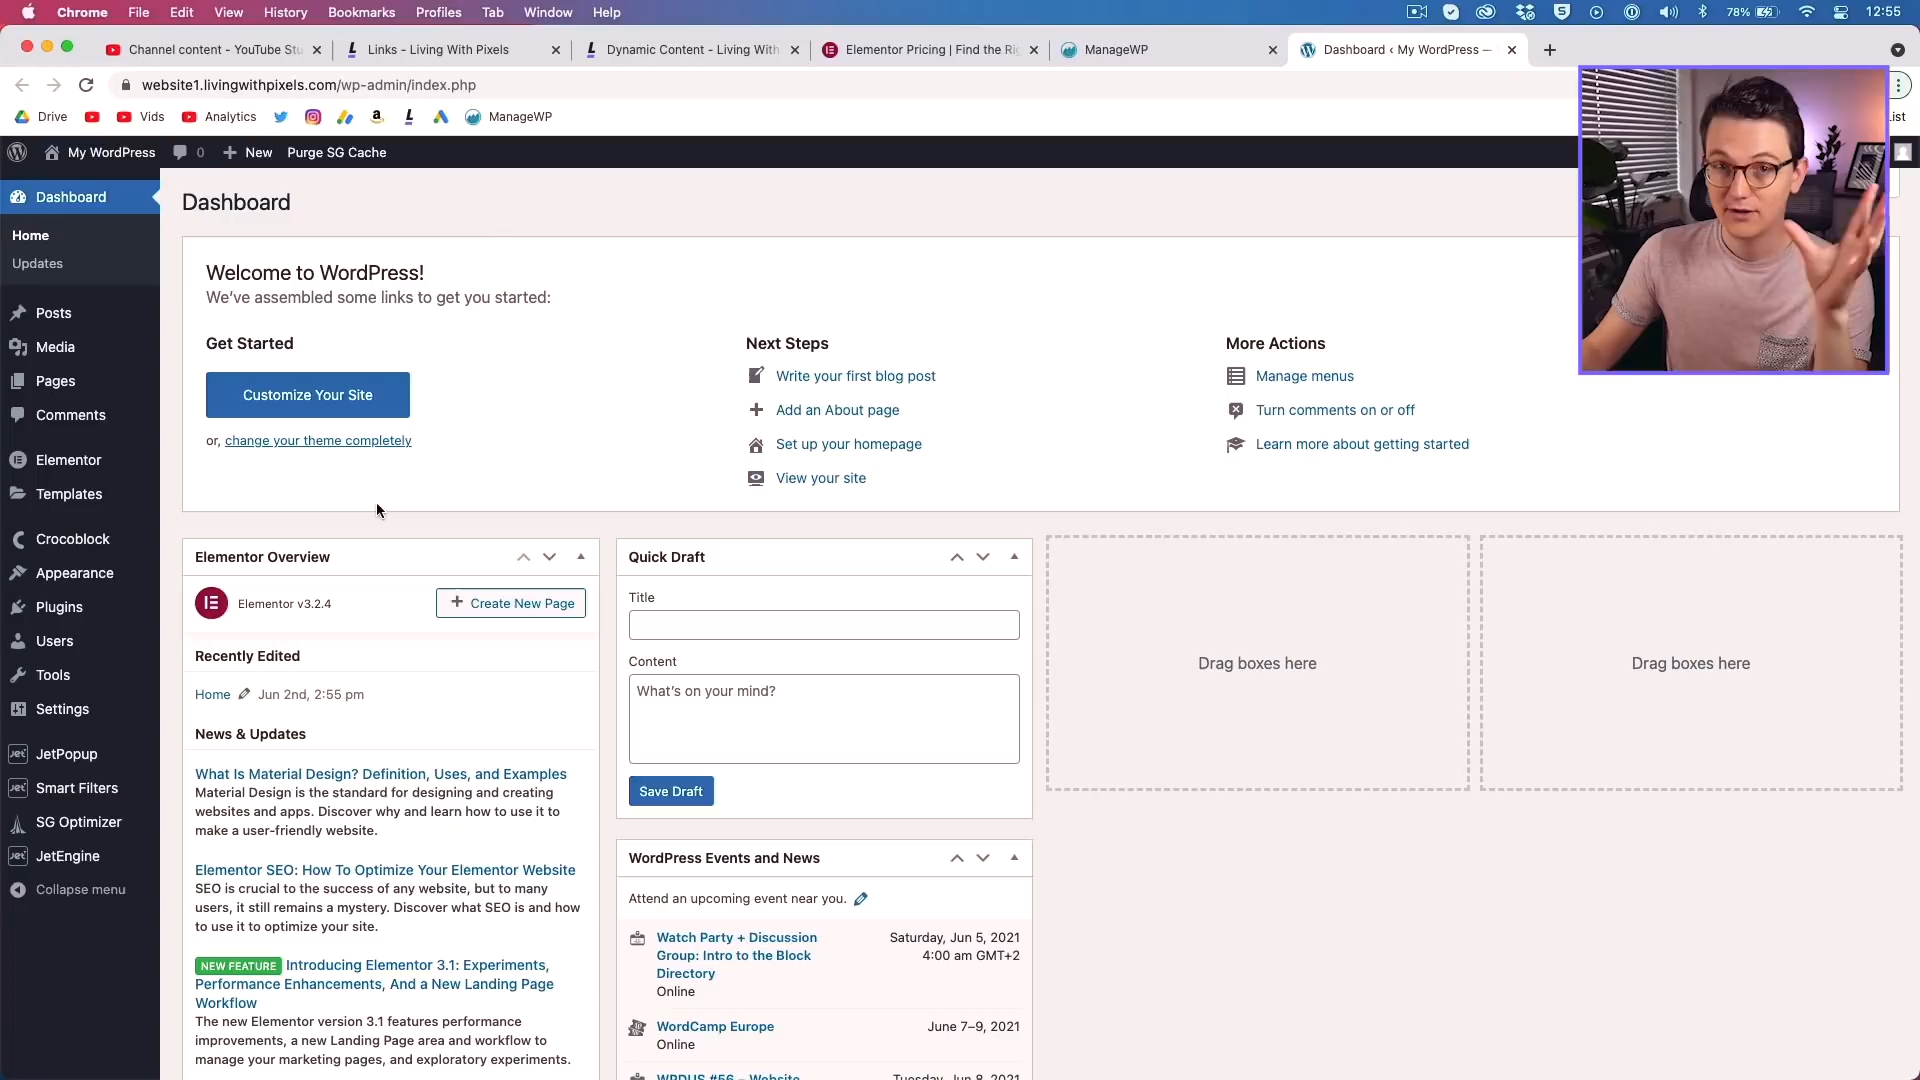 Chrome File Edit View History Bookmarks Profiles Tab Window Help 78% 12:55
Channel content - YouTube Stu
Links - Living With Pixels
Dynamic Content - Living With
Elementor Pricing | Find the Ri
ManageWP
Dashboard ‹ My WordPress —
website1.livingwithpixels.com/wp-admin/index.php
Drive Vids Analytics ManageWP
My WordPress 0 New Purge SG Cache
Dashboard
Home
Updates
Posts
Media
Pages
Comments
Elementor
Templates
Crocoblock
Appearance
Plugins
Users
Tools
Settings
JetPopup
Smart Filters
SG Optimizer
JetEngine
Collapse menu
Dashboard
Welcome to WordPress!
We've assembled some links to get you started:
Get Started
Customize Your Site
or, change your theme completely
Next Steps
Write your first blog post
Add an About page
Set up your homepage
View your site
More Actions
Manage menus
Turn comments on or off
Learn more about getting started
Elementor Overview
Elementor v3.2.4
Create New Page
Recently Edited
Home Jun 2nd, 2:55 pm
News & Updates
What Is Material Design? Definition, Uses, and Examples
Material Design is the standard for designing and creating
websites and apps. Discover why and learn how to use it to
make a user-friendly website.
Elementor SEO: How To Optimize Your Elementor Website
SEO is crucial to the success of any website, but to many
users, it still remains a mystery. Discover what SEO is and how
to use it to optimize your site.
NEW FEATURE Introducing Elementor 3.1: Experiments,
Performance Enhancements, And a New Landing Page
Workflow
The new Elementor version 3.1 features performance
improvements, a new Landing Page area and workflow to
manage your marketing pages, and exploratory experiments.
Quick Draft
Title
Content
What's on your mind?
Save Draft
WordPress Events and News
Attend an upcoming event near you.
Watch Party + Discussion
Group: Intro to the Block
Directory
Online
Saturday, Jun 5, 2021
4:00 am GMT+2
WordCamp Europe
Online
June 7–9, 2021
WPDUS #56 – Website
Tuesday, Jun 8, 2021
Drag boxes here
Drag boxes here